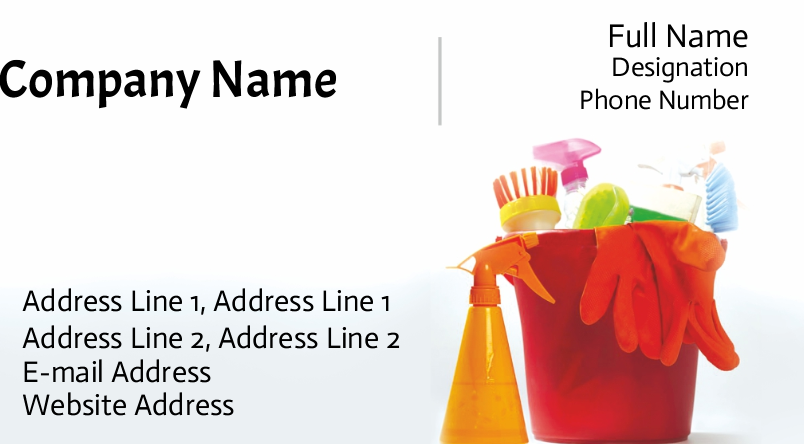 Company Name
Full Name
Designation
Phone Number
Address Line 1, Address Line 1
Address Line 2, Address Line 2
E-mail Address
Website Address